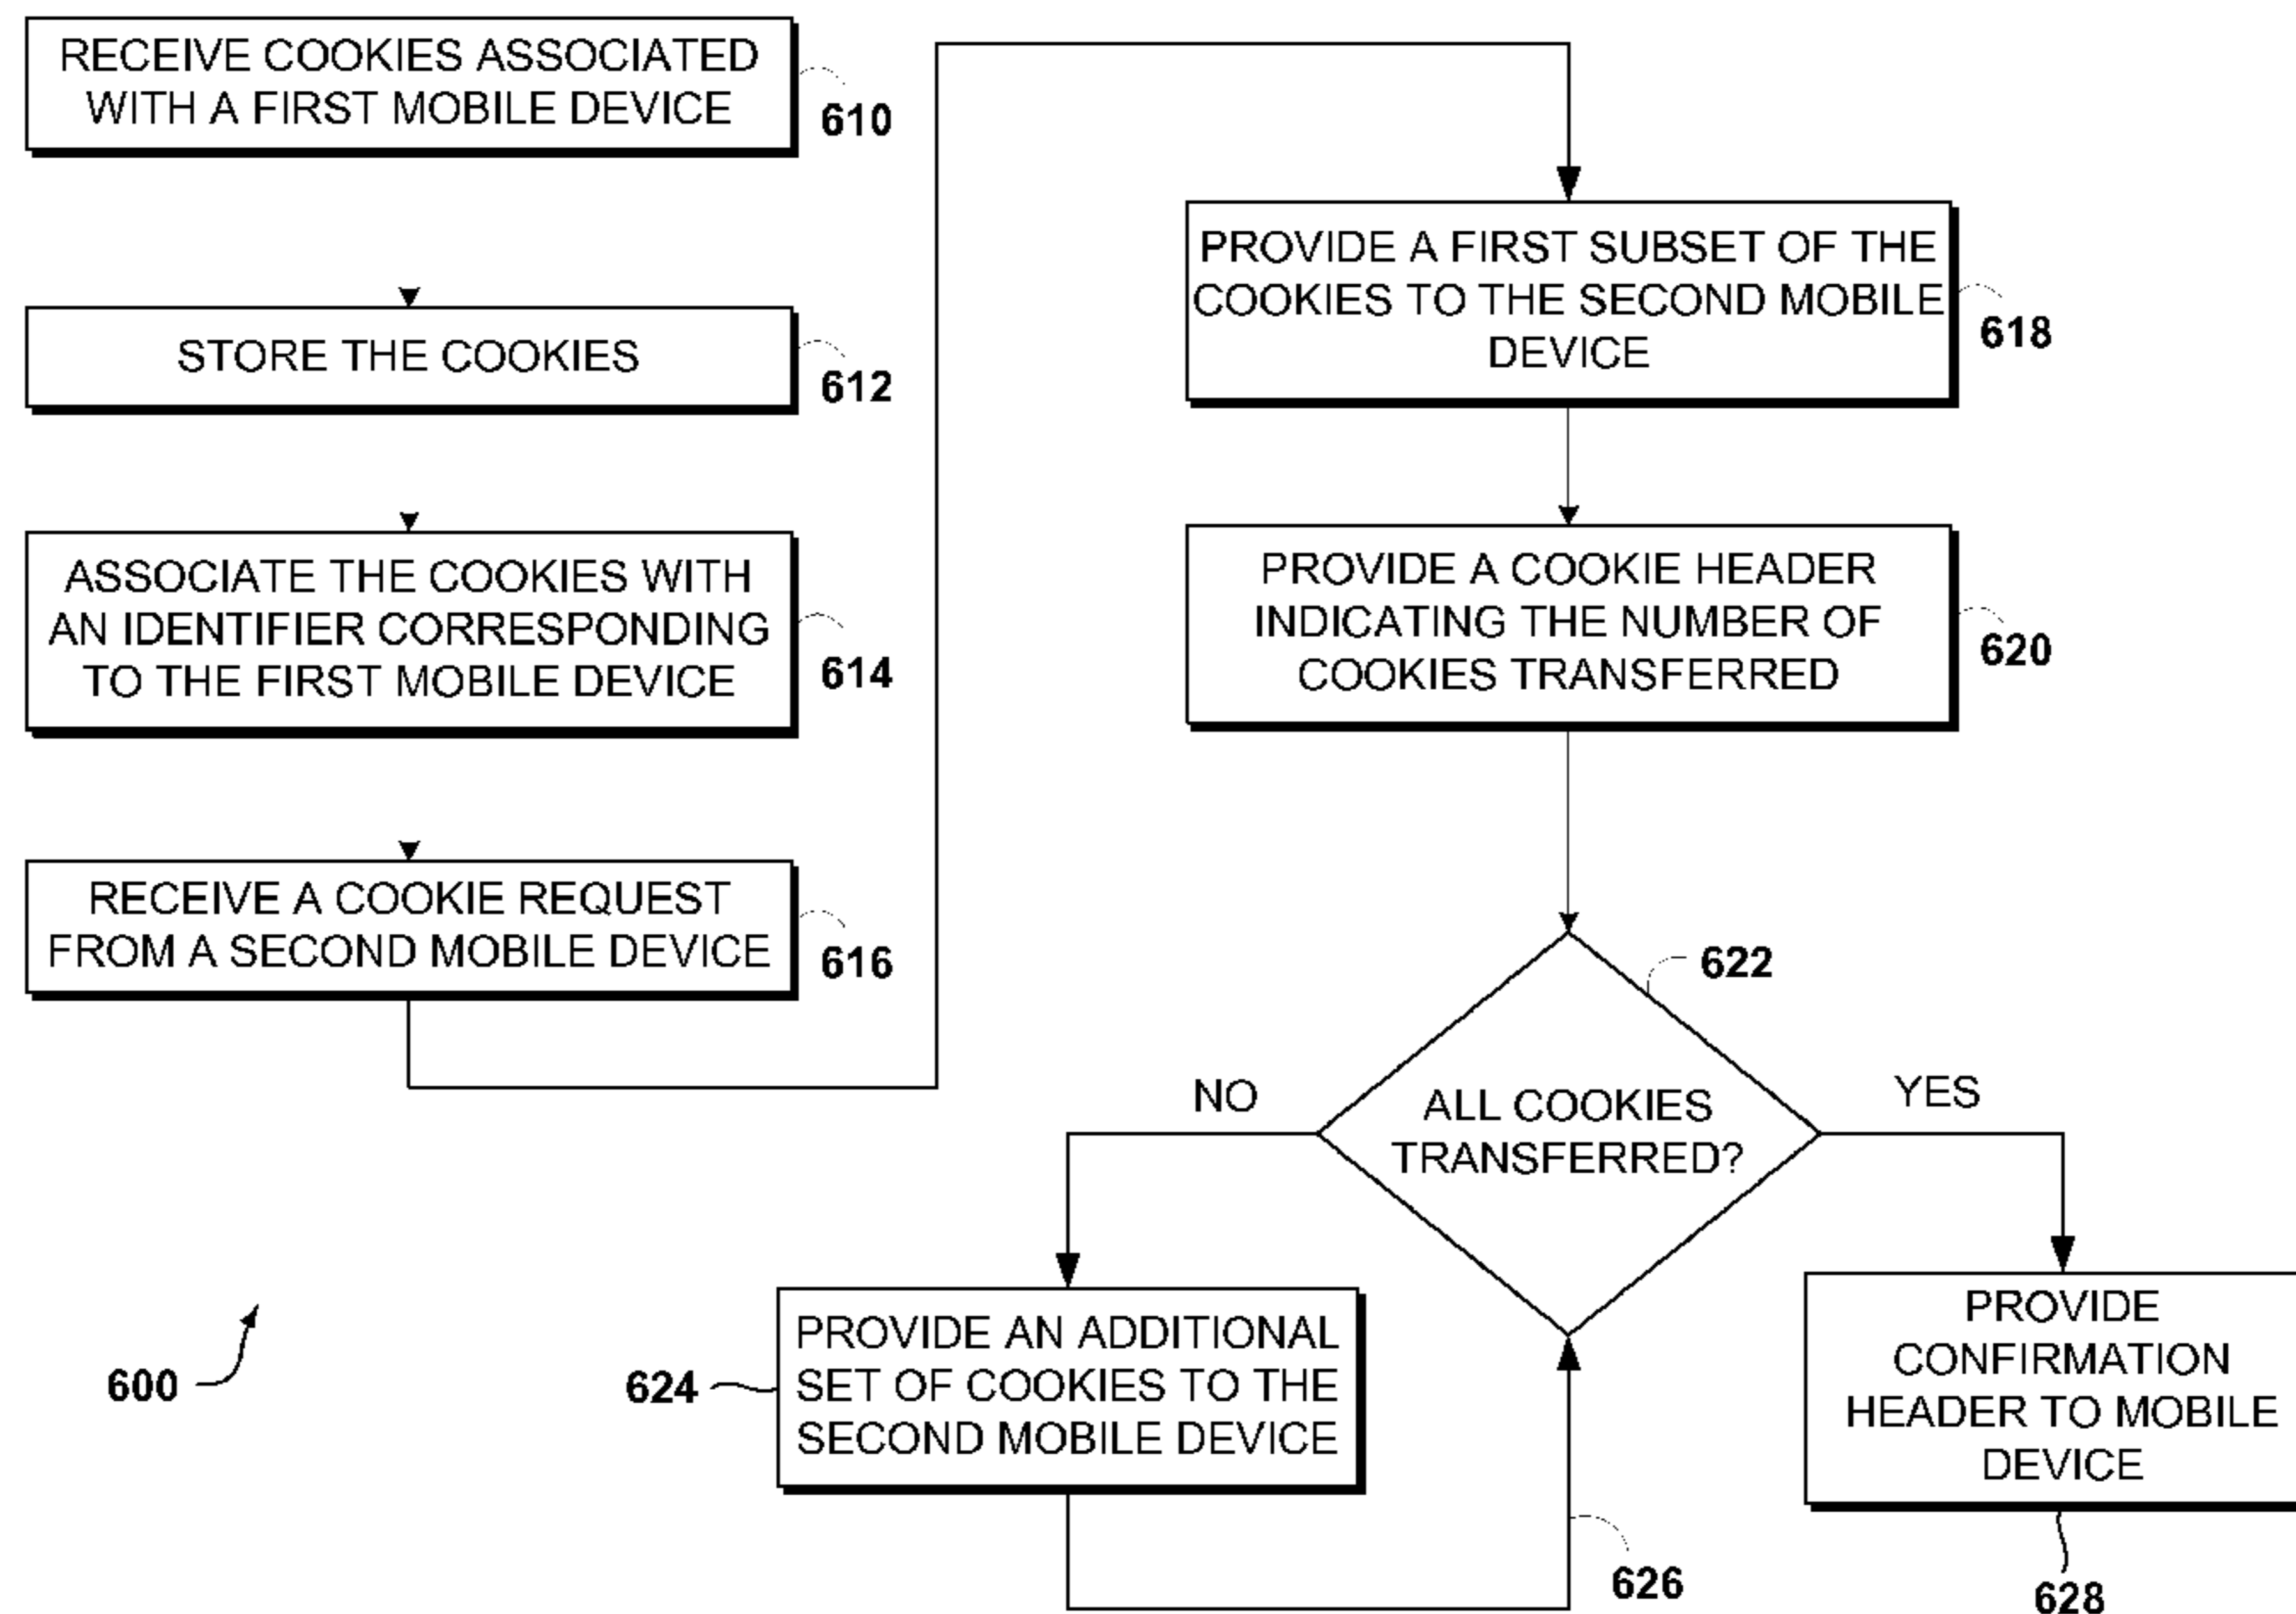 RECEIVE COOKIES ASSOCIATED
WITH A FIRST MOBILE DEVICE
610
STORE THE COOKIES
612
ASSOCIATE THE COOKIES WITH
AN IDENTIFIER CORRESPONDING
TO THE FIRST MOBILE DEVICE
614
RECEIVE A COOKIE REQUEST
FROM A SECOND MOBILE DEVICE
616
PROVIDE A FIRST SUBSET OF THE
COOKIES TO THE SECOND MOBILE
DEVICE
618
PROVIDE A COOKIE HEADER
INDICATING THE NUMBER OF
COOKIES TRANSFERRED
620
622
ALL COOKIES
TRANSFERRED?
NO
YES
PROVIDE AN ADDITIONAL
SET OF COOKIES TO THE
SECOND MOBILE DEVICE
624
626
PROVIDE
CONFIRMATION
HEADER TO MOBILE
DEVICE
628
600